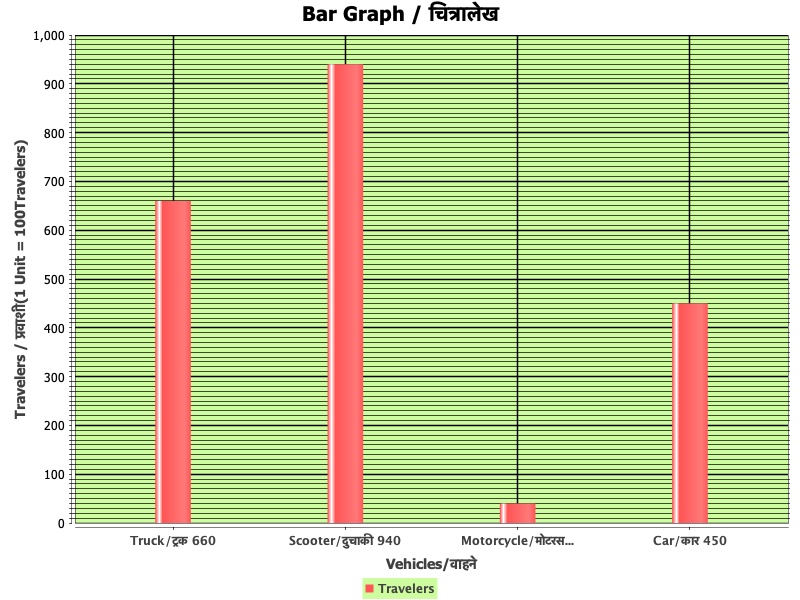 Bar Graph / चित्रालेख
Travelers / प्रवाशी(1 Unit = 100Travelers)
1,000
900
800
700
600
500
400
300
200
100
0
Truck/ट्रक 660 Scooter/दुचाकी 940 Motorcycle/मोटरस... Car/कार 450
Vehicles/वाहने
Travelers